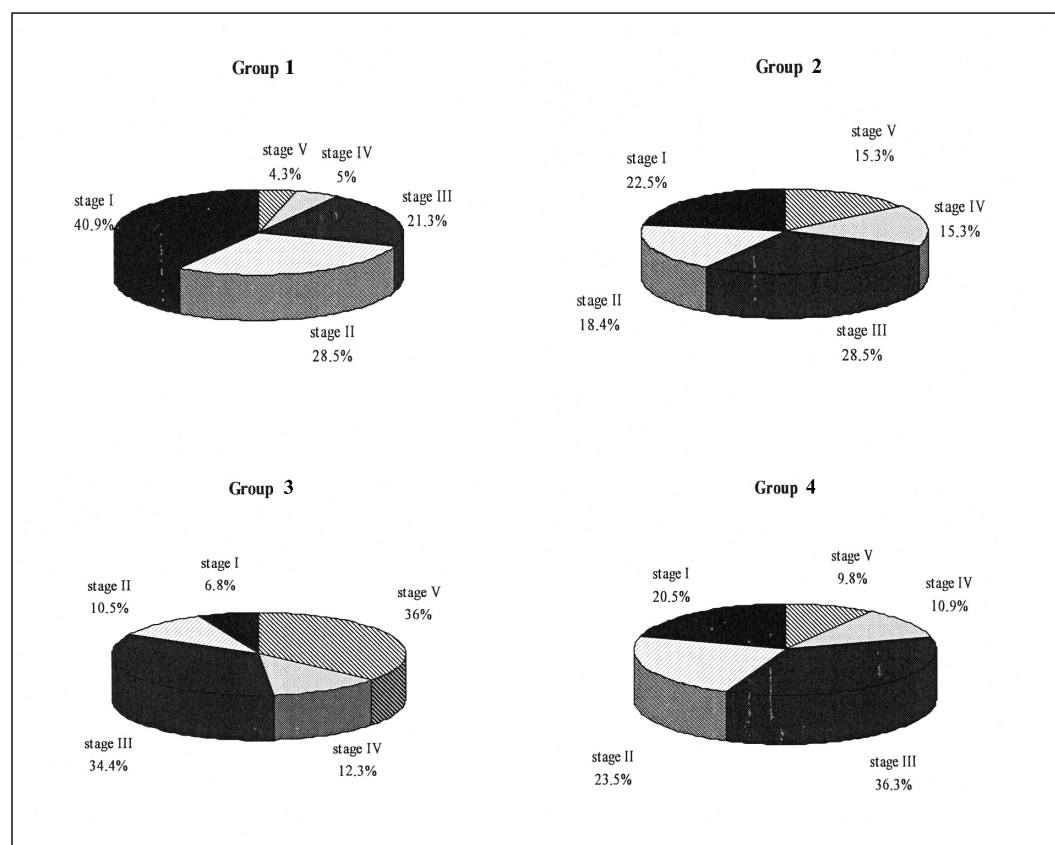 Group 1
stage V
4.3%
stage IV
5%
stage III
21.3%
stage I
40.9%
stage II
28.5%
Group 2
stage V
15.3%
stage I
22.5%
stage IV
15.3%
stage II
18.4%
stage III
28.5%
Group 3
stage I
6.8%
stage II
10.5%
stage V
36%
stage III
34.4%
stage IV
12.3%
Group 4
stage V
9.8%
stage I
20.5%
stage IV
10.9%
stage II
23.5%
stage III
36.3%